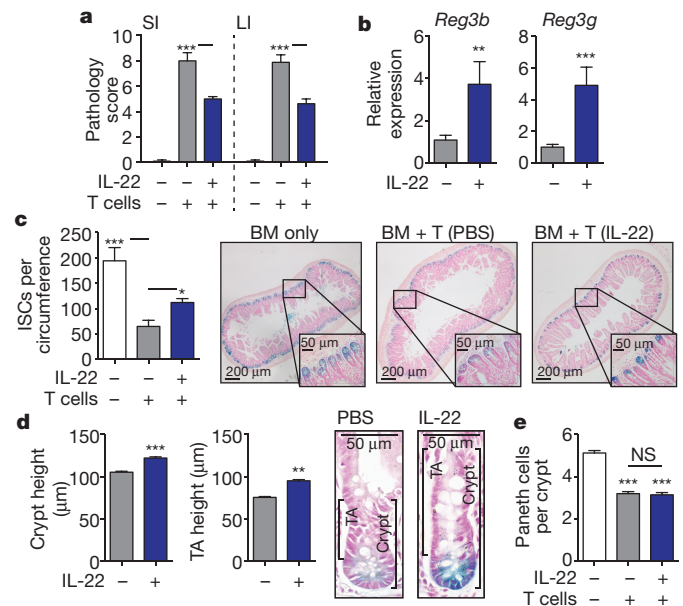 a
SI
LI
Pathology
score
10
8
6
4
2
0
***
***
IL-22 – – + – – +
T cells – + + – + +
b
Reg3b
Reg3g
Relative
expression
6
4
2
0
**
6
4
2
0
***
IL-22 – + – +
c
ISCs per
circumference
250
200
150
100
50
0
***
*
IL-22 – – +
T cells – + +
BM only
BM + T (PBS)
BM + T (IL-22)
50 μm
200 μm
50 μm
200 μm
50 μm
200 μm
d
Crypt height
(μm)
150
100
50
0
***
IL-22 – +
TA height (μm)
150
100
50
0
**
– +
PBS
IL-22
50 μm
50 μm
TA
Crypt
TA
Crypt
e
Paneth cells
per crypt
6
3
0
NS
***
***
IL-22 – – +
T cells – + +